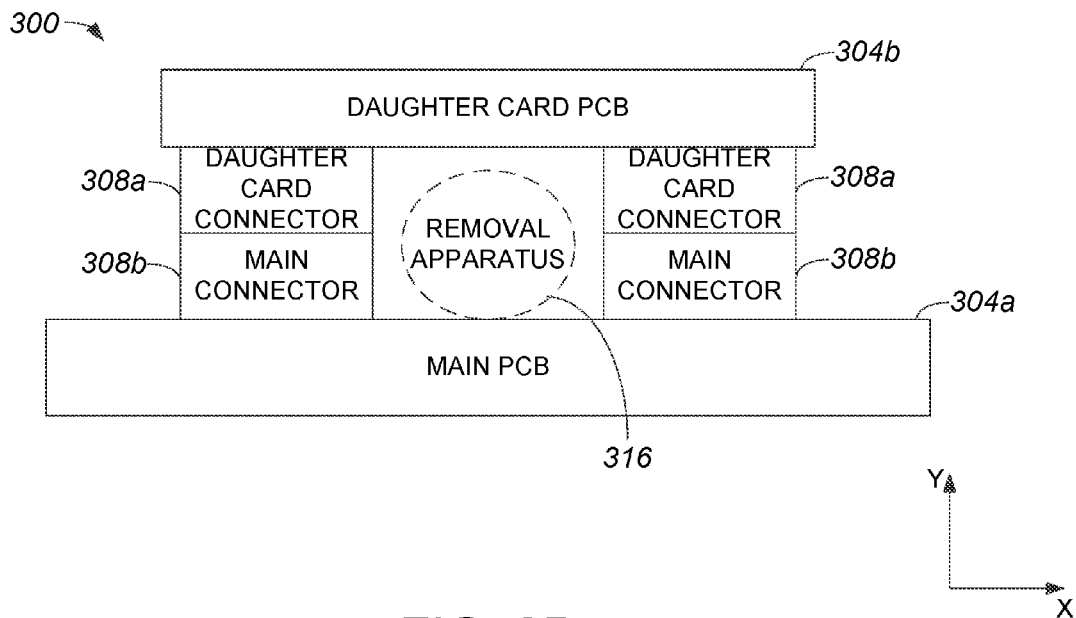 300
304b
DAUGHTER CARD PCB
308a
DAUGHTER
CARD
CONNECTOR
DAUGHTER
CARD
CONNECTOR
308a
REMOVAL
APPARATUS
308b
MAIN
CONNECTOR
MAIN
CONNECTOR
308b
304a
MAIN PCB
316
Y
X